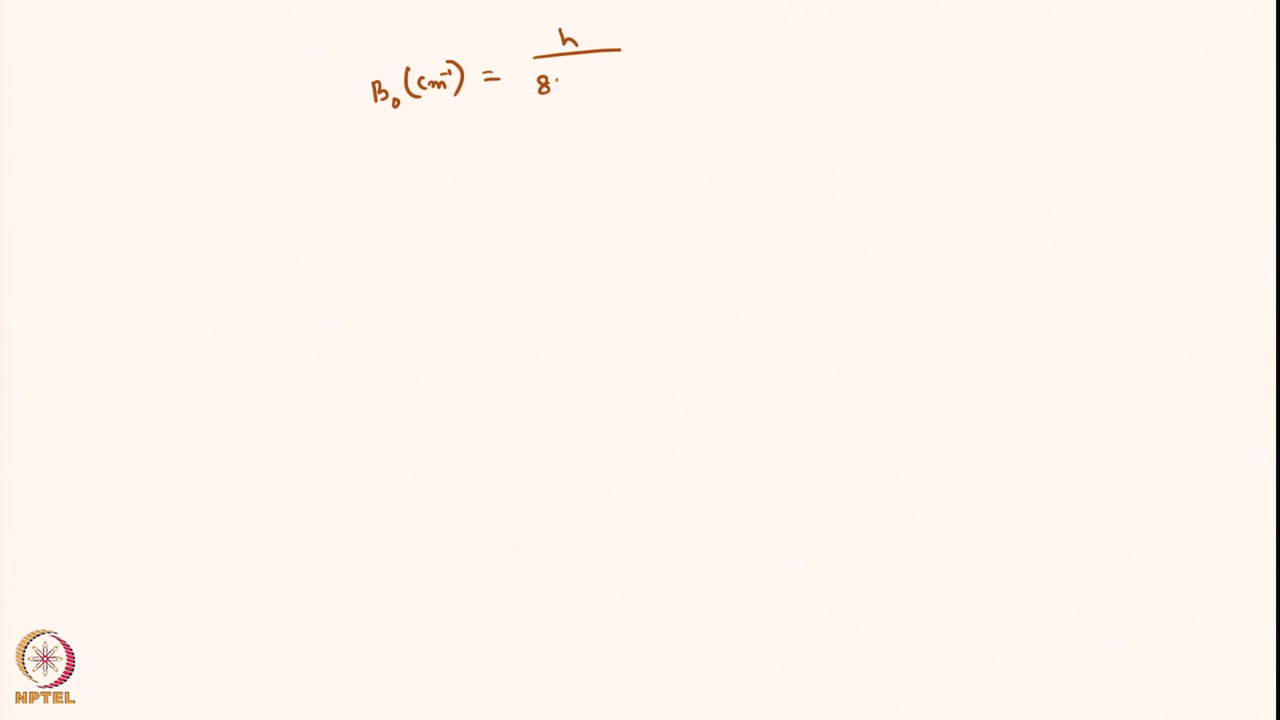 B₀ (cm⁻¹) = h / 8
NPTEL